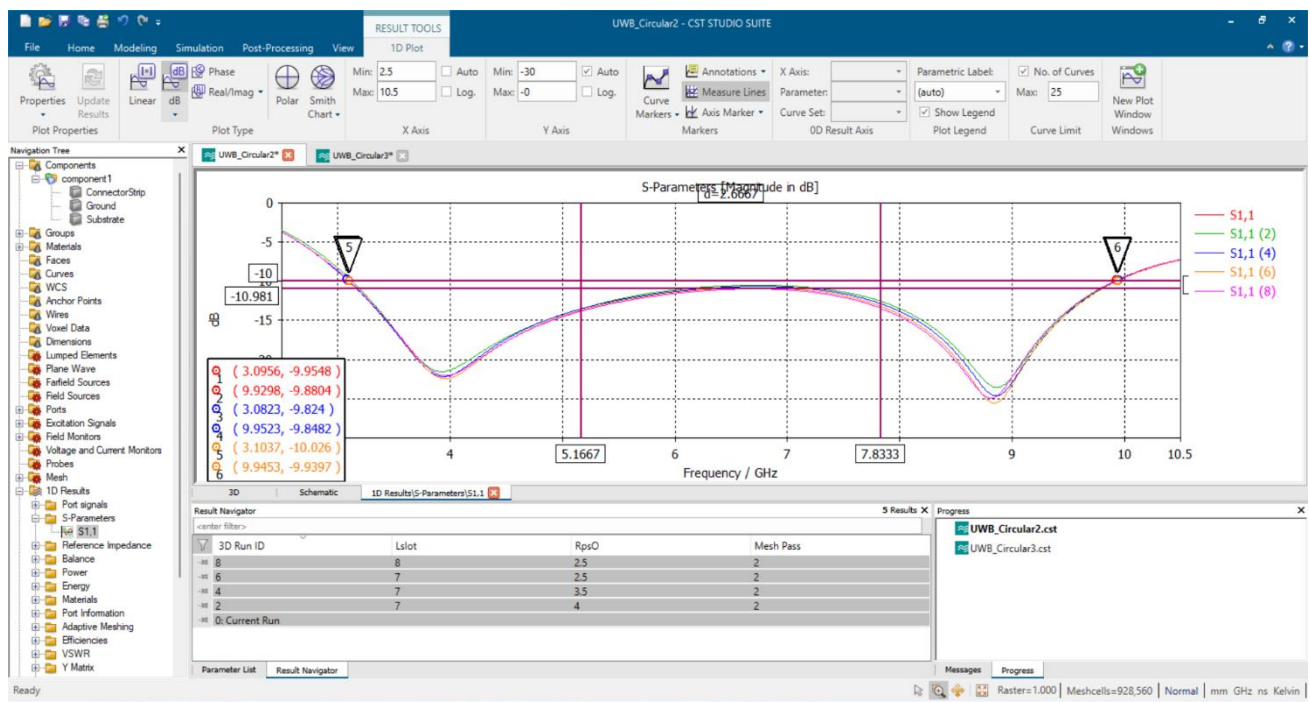 UWB_Circular2 - CST STUDIO SUITE
RESULT TOOLS
File Home Modeling Simulation Post-Processing View 1D Plot
Properties
Update Results
Plot Properties
Linear
dB
Phase
Real/Imag
Polar
Smith Chart
Plot Type
Min: 2.5 Auto
Max: 10.5 Log.
X Axis
Min: -30 Auto
Max: -0 Log.
Y Axis
Curve Markers
Annotations
Measure Lines
Axis Marker
Markers
X Axis:
Parameter:
Curve Set:
0D Result Axis
Parametric Label:
(auto)
Show Legend
Plot Legend
No. of Curves
Max: 25
Curve Limit
New Plot Window
Windows
Navigation Tree
Components
component1
ConnectorStrip
Ground
Substrate
Groups
Materials
Faces
Curves
WCS
Anchor Points
Wires
Voxel Data
Dimensions
Lumped Elements
Plane Wave
Farfield Sources
Field Sources
Ports
Excitation Signals
Field Monitors
Voltage and Current Monitors
Probes
Mesh
1D Results
Port signals
S-Parameters
S1,1
Reference Impedance
Balance
Power
Energy
Materials
Port Information
Adaptive Meshing
Efficiencies
VSWR
Y Matrix
UWB_Circular2* UWB_Circular3*
S-Parameters [Magnitude in dB]
d=2.6667
0
-5
-10
-10.981
-15
-20
dB
5
6
S1,1
S1,1 (2)
S1,1 (4)
S1,1 (6)
S1,1 (8)
1 ( 3.0956, -9.9548 )
2 ( 9.9298, -9.8804 )
3 ( 3.0823, -9.824 )
4 ( 9.9523, -9.8482 )
5 ( 3.1037, -10.026 )
6 ( 9.9453, -9.9397 )
4 5.1667 6 7 7.8333 9 10 10.5
Frequency / GHz
3D Schematic 1D Results\S-Parameters\S1,1
Result Navigator 5 Results
<enter filter>
3D Run ID Lslot RpsO Mesh Pass
8 8 2.5 2
6 7 2.5 2
4 7 3.5 2
2 7 4 2
0: Current Run
Parameter List Result Navigator
Progress
UWB_Circular2.cst
UWB_Circular3.cst
Messages Progress
Ready
Raster=1.000 Meshcells=928,560 Normal mm GHz ns Kelvin